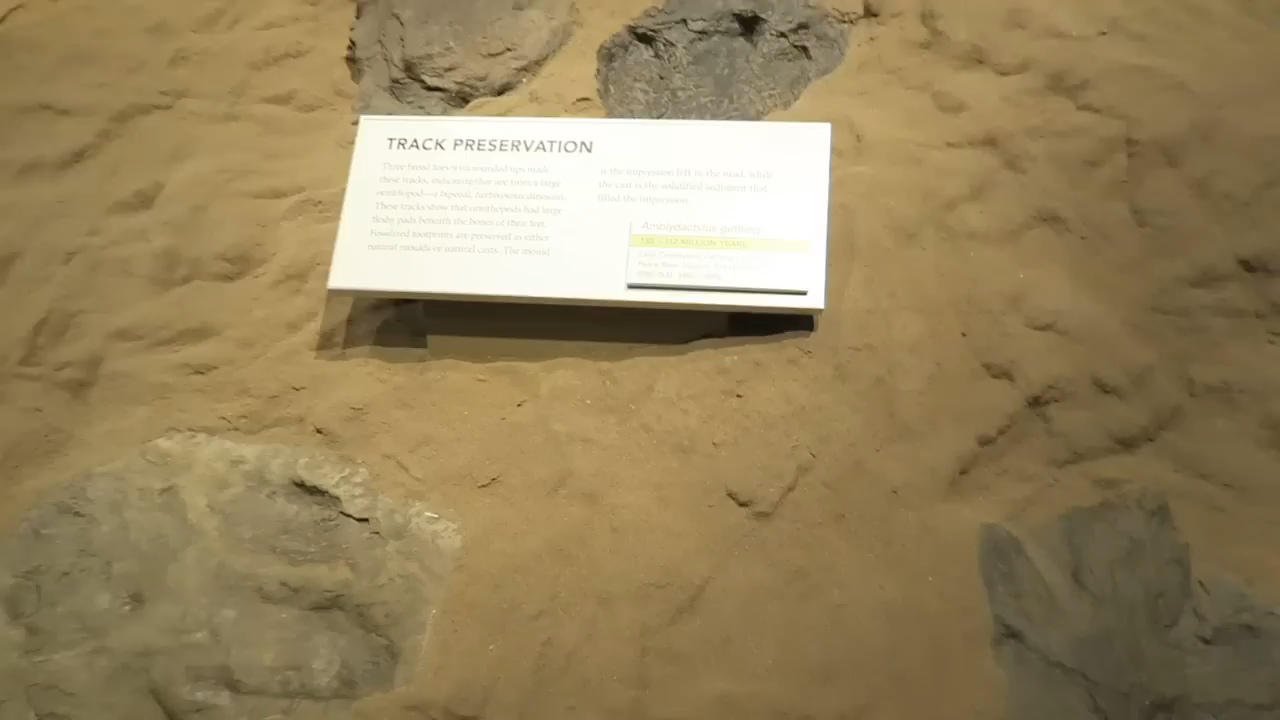 TRACK PRESERVATION
Three broad toes with rounded tips made
these tracks, indicating they are from a large
ornithopod—a bipedal, herbivorous dinosaur.
These tracks show that ornithopods had large
fleshy pads beneath the bones of their feet.
Fossilized footprints are preserved as either
natural moulds or natural casts. The mould
is the impression left in the mud, while
the cast is the solidified sediment that
filled the impression.
Amblydactylus gethingi
- 112 MILLION YEARS